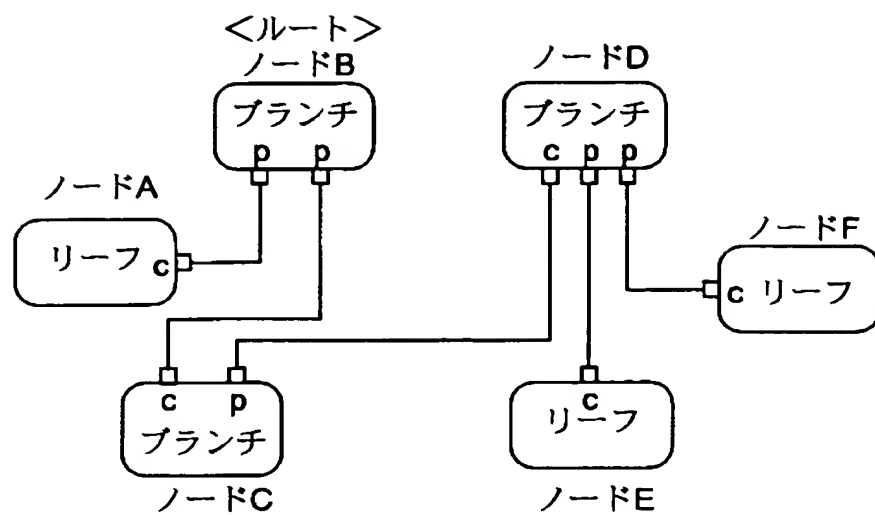 <ルート>
ノードB
ブランチ
p p
ノードD
ブランチ
c p p
ノードA
リーフ c
ノードF
c リーフ
c p
ブランチ
ノードC
c
リーフ
ノードE